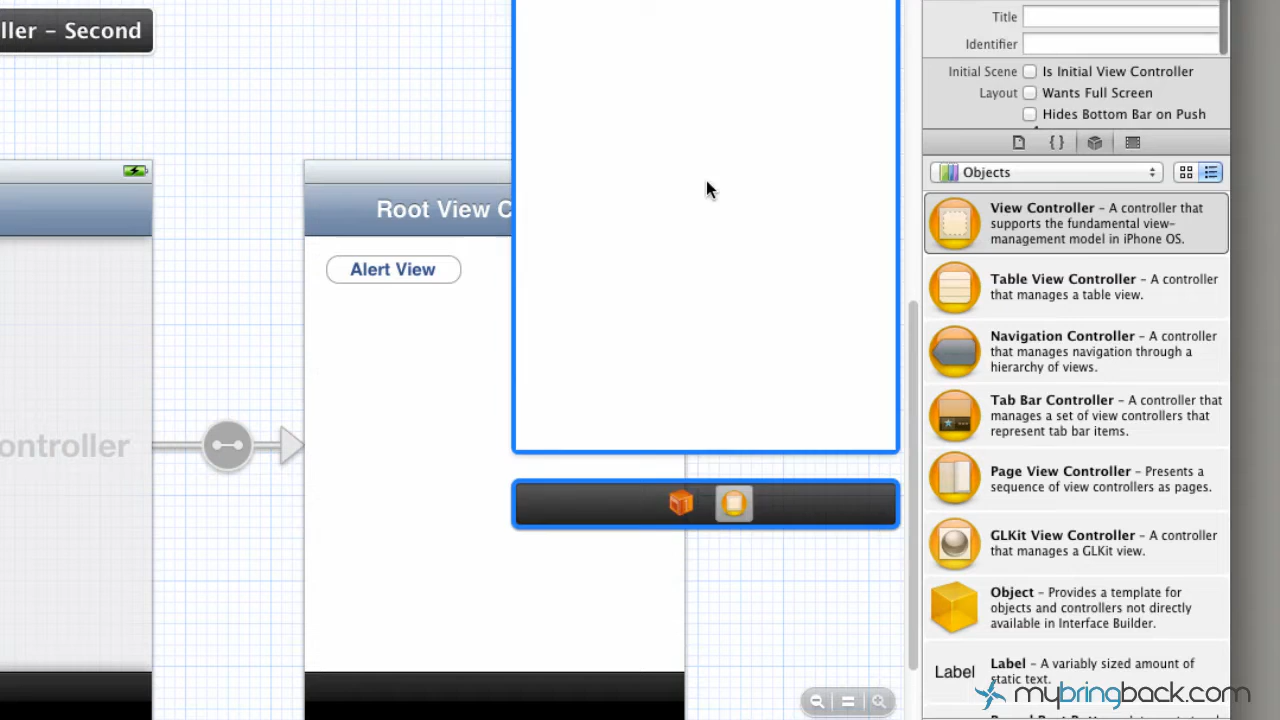 ller – Second
Root View C
Alert View
ontroller
Title
Identifier
Initial Scene Is Initial View Controller
Layout Wants Full Screen
Hides Bottom Bar on Push
{ }
Objects
View Controller – A controller that
supports the fundamental view-
management model in iPhone OS.
Table View Controller – A controller
that manages a table view.
Navigation Controller – A controller
that manages navigation through a
hierarchy of views.
Tab Bar Controller – A controller that
manages a set of view controllers that
represent tab bar items.
Page View Controller – Presents a
sequence of view controllers as pages.
GLKit View Controller – A controller
that manages a GLKit view.
Object – Provides a template for
objects and controllers not directly
available in Interface Builder.
Label
Label – A variably sized amount of
static text.
mybringback.com